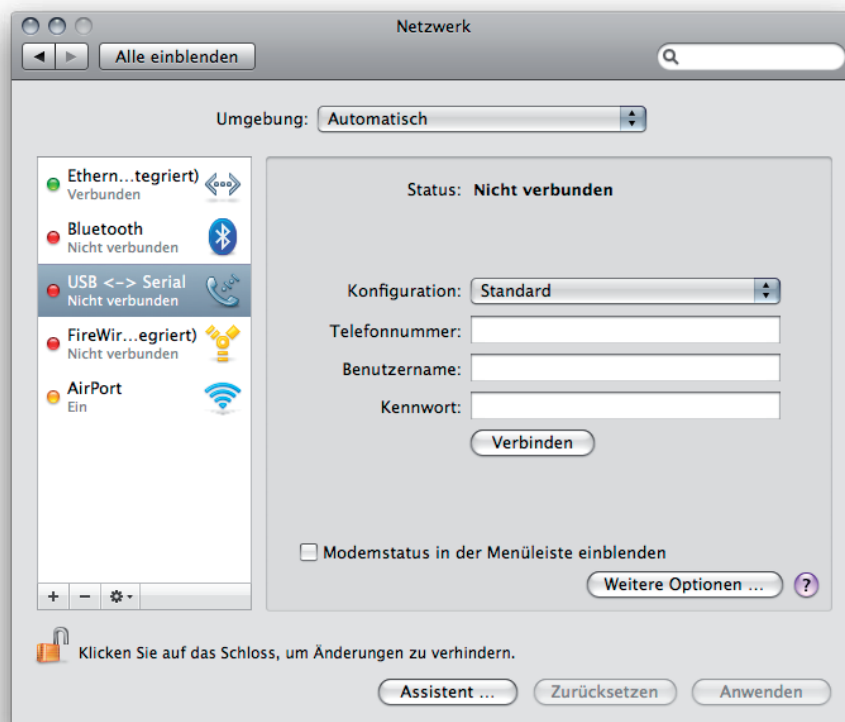 Netzwerk
Alle einblenden
Umgebung: Automatisch
Ethern...tegriert)
Verbunden
Bluetooth
Nicht verbunden
USB <-> Serial
Nicht verbunden
FireWir...egriert)
Nicht verbunden
AirPort
Ein
Status: Nicht verbunden
Konfiguration: Standard
Telefonnummer:
Benutzername:
Kennwort:
Verbinden
Modemstatus in der Menüleiste einblenden
Weitere Optionen ... ?
Klicken Sie auf das Schloss, um Änderungen zu verhindern.
Assistent ... Zurücksetzen Anwenden